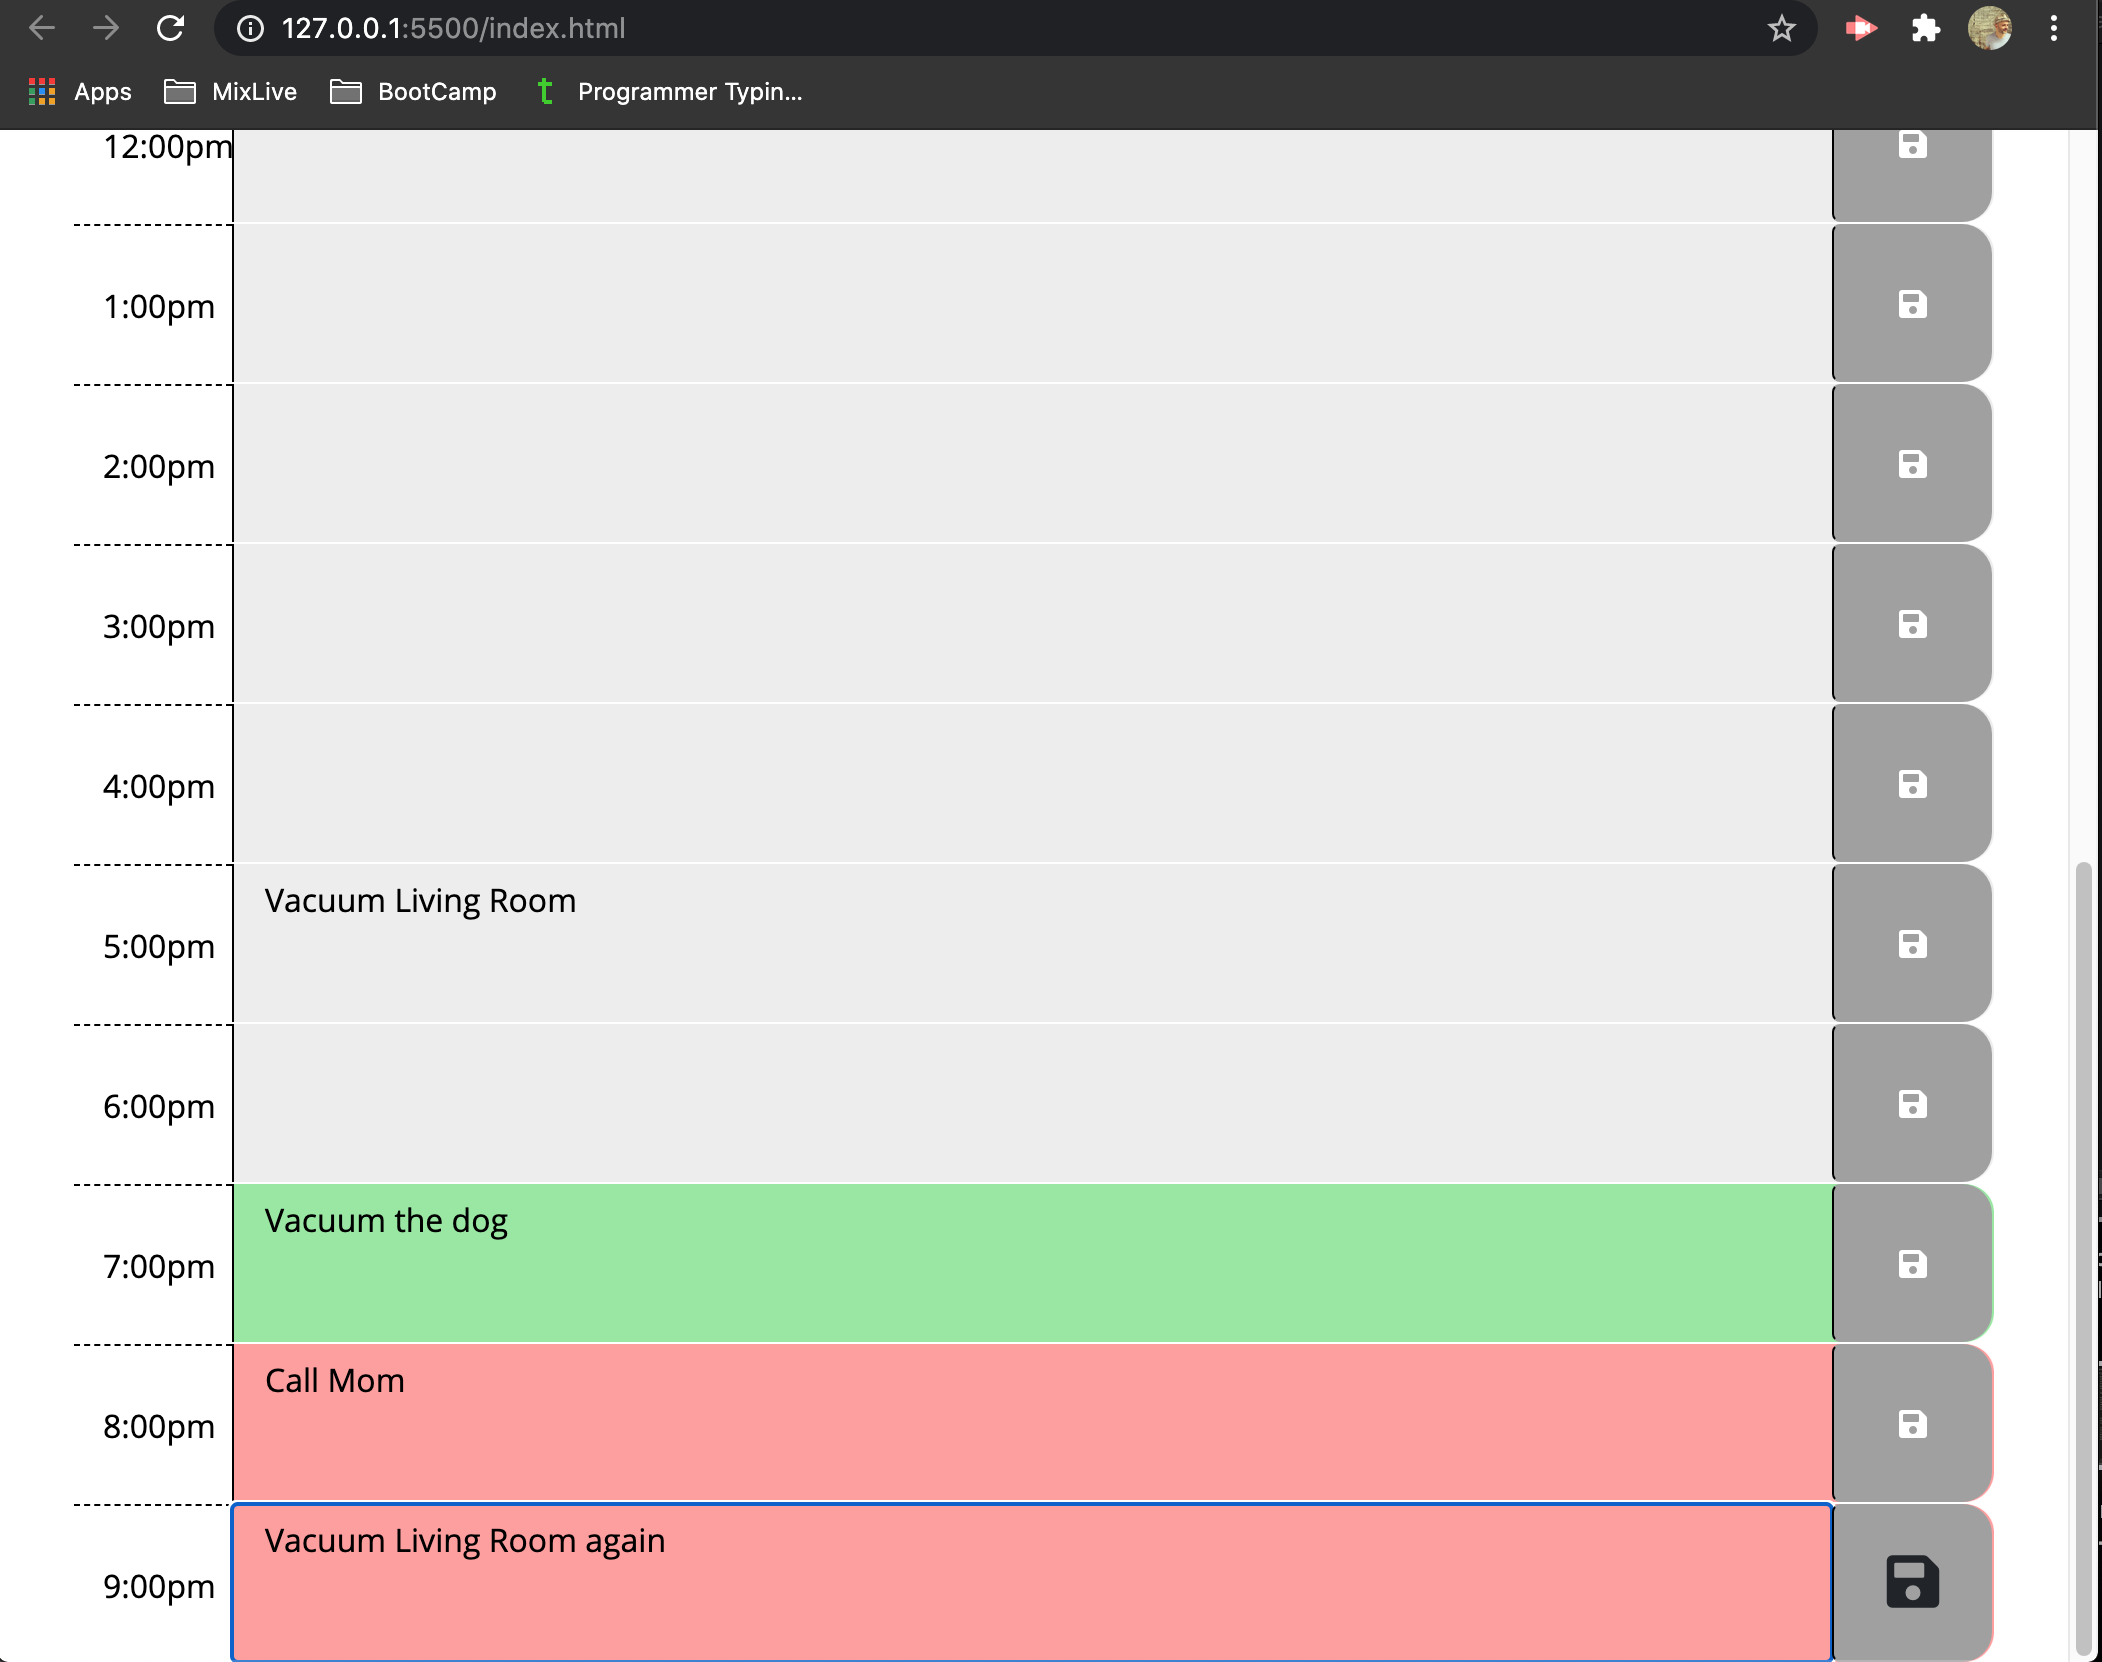 127.0.0.1:5500/index.html
Apps MixLive BootCamp Programmer Typin...
12:00pm
1:00pm
2:00pm
3:00pm
4:00pm
Vacuum Living Room
5:00pm
6:00pm
Vacuum the dog
7:00pm
Call Mom
8:00pm
Vacuum Living Room again
9:00pm